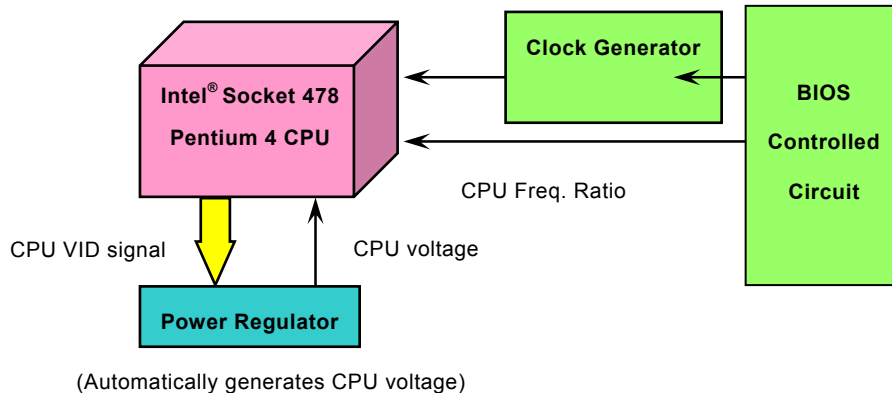 Clock Generator
Intel® Socket 478
Pentium 4 CPU
BIOS
Controlled
Circuit
CPU Freq. Ratio
CPU VID signal
CPU voltage
Power Regulator
(Automatically generates CPU voltage)